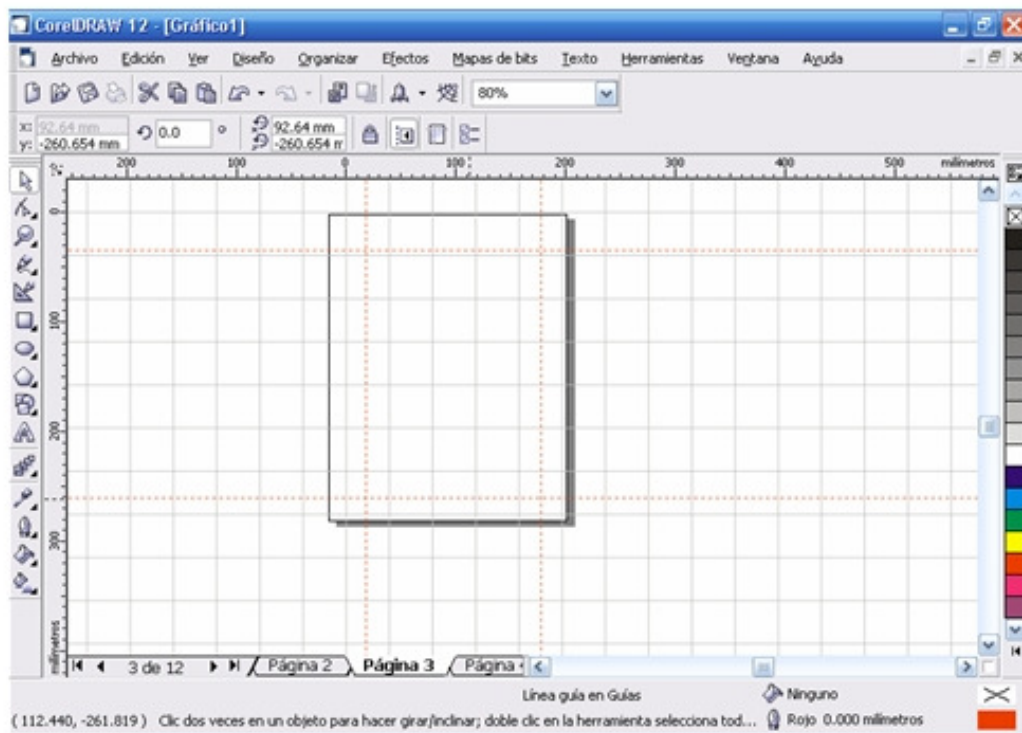 CorelDRAW 12 - [Gráfico1]
Archivo Edición Ver Diseño Organizar Efectos Mapas de bits Texto Herramientas Ventana Ayuda
80%
x: 92.64 mm 0.0 ° 92.64 mm
y: -260.654 mm -260.654 m
200 100 0 100 200 300 400 500 milímetros
0
100
200
300
milímetros
3 de 12 Página 2 Página 3 Página
Línea guía en Guías Ninguno
( 112.440, -261.819 ) Clic dos veces en un objeto para hacer girar/inclinar; doble clic en la herramienta selecciona tod... Rojo 0.000 milímetros